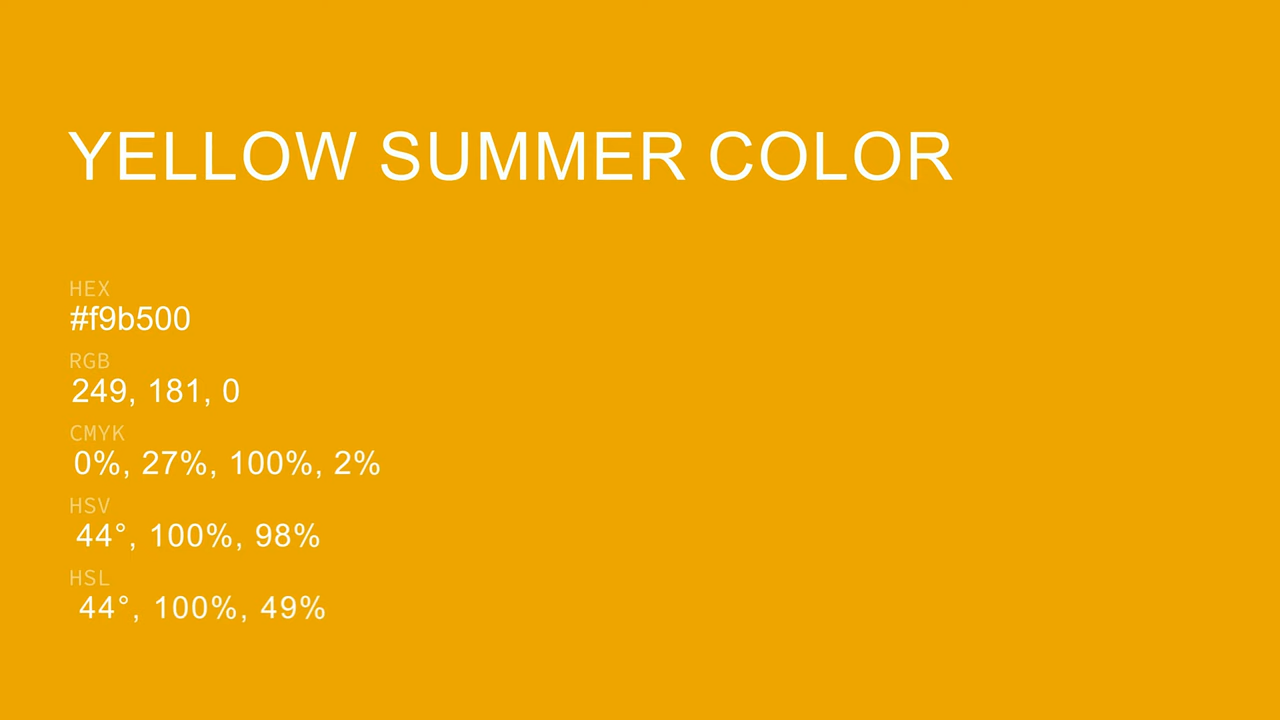 YELLOW SUMMER COLOR
HEX
#f9b500
RGB
249, 181, 0
CMYK
0%, 27%, 100%, 2%
HSV
44°, 100%, 98%
HSL
44°, 100%, 49%